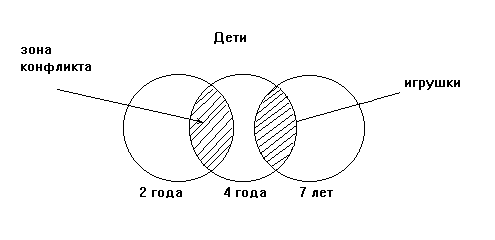 Дети
зона
конфликта
игрушки
2 года
4 года
7 лет